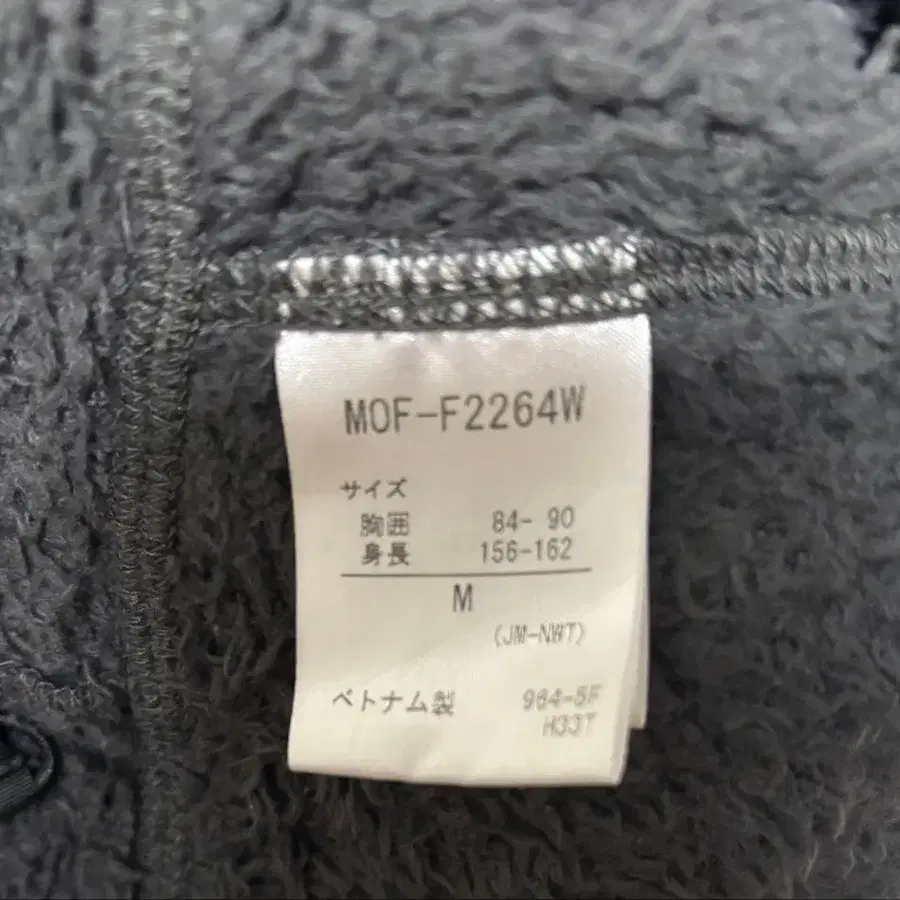 MOF-F2264W
サイズ
胸囲 84- 90
身長 156-162
M
(JM-NWT)
ベトナム製 964-5F
H33T